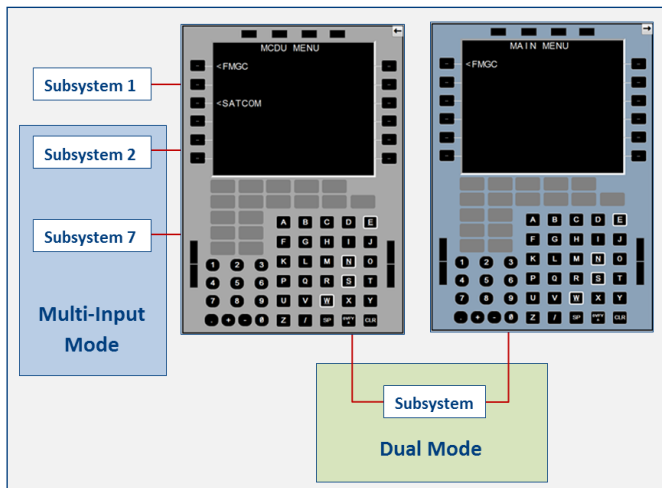 MCDU MENU
<FMGC
<SATCOM
A B C D E
F G H I J
1 2 3 K L M N O
4 5 6 P Q R S T
7 8 9 U V W X Y
. + - 0 Z / SP OVFY CLR
MAIN MENU
<FMGC
A B C D E
F G H I J
1 2 3 K L M N O
4 5 6 P Q R S T
7 8 9 U V W X Y
. + - 0 Z / SP OVFY CLR
Subsystem 1
Subsystem 2
Subsystem 7
Multi-Input
Mode
Subsystem
Dual Mode